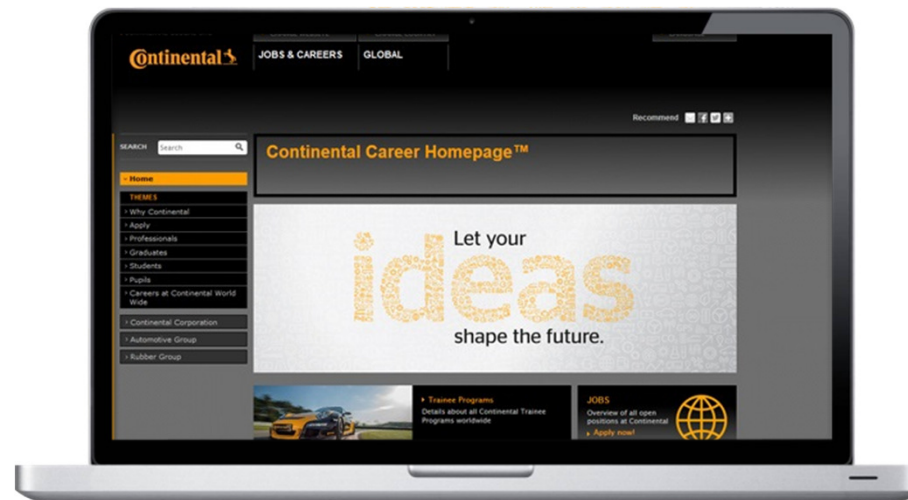 Continental
JOBS & CAREERS
GLOBAL
Recommend
SEARCH
Search
Continental Career Homepage™
Home
THEMES
Why Continental
Apply
Professionals
Graduates
Students
Pupils
Careers at Continental World
Wide
Continental Corporation
Automotive Group
Rubber Group
Let your
ideas
shape the future.
Trainee Programs
Details about all Continental Trainee
Programs worldwide
JOBS
Overview of all open
positions at Continental
Apply now!